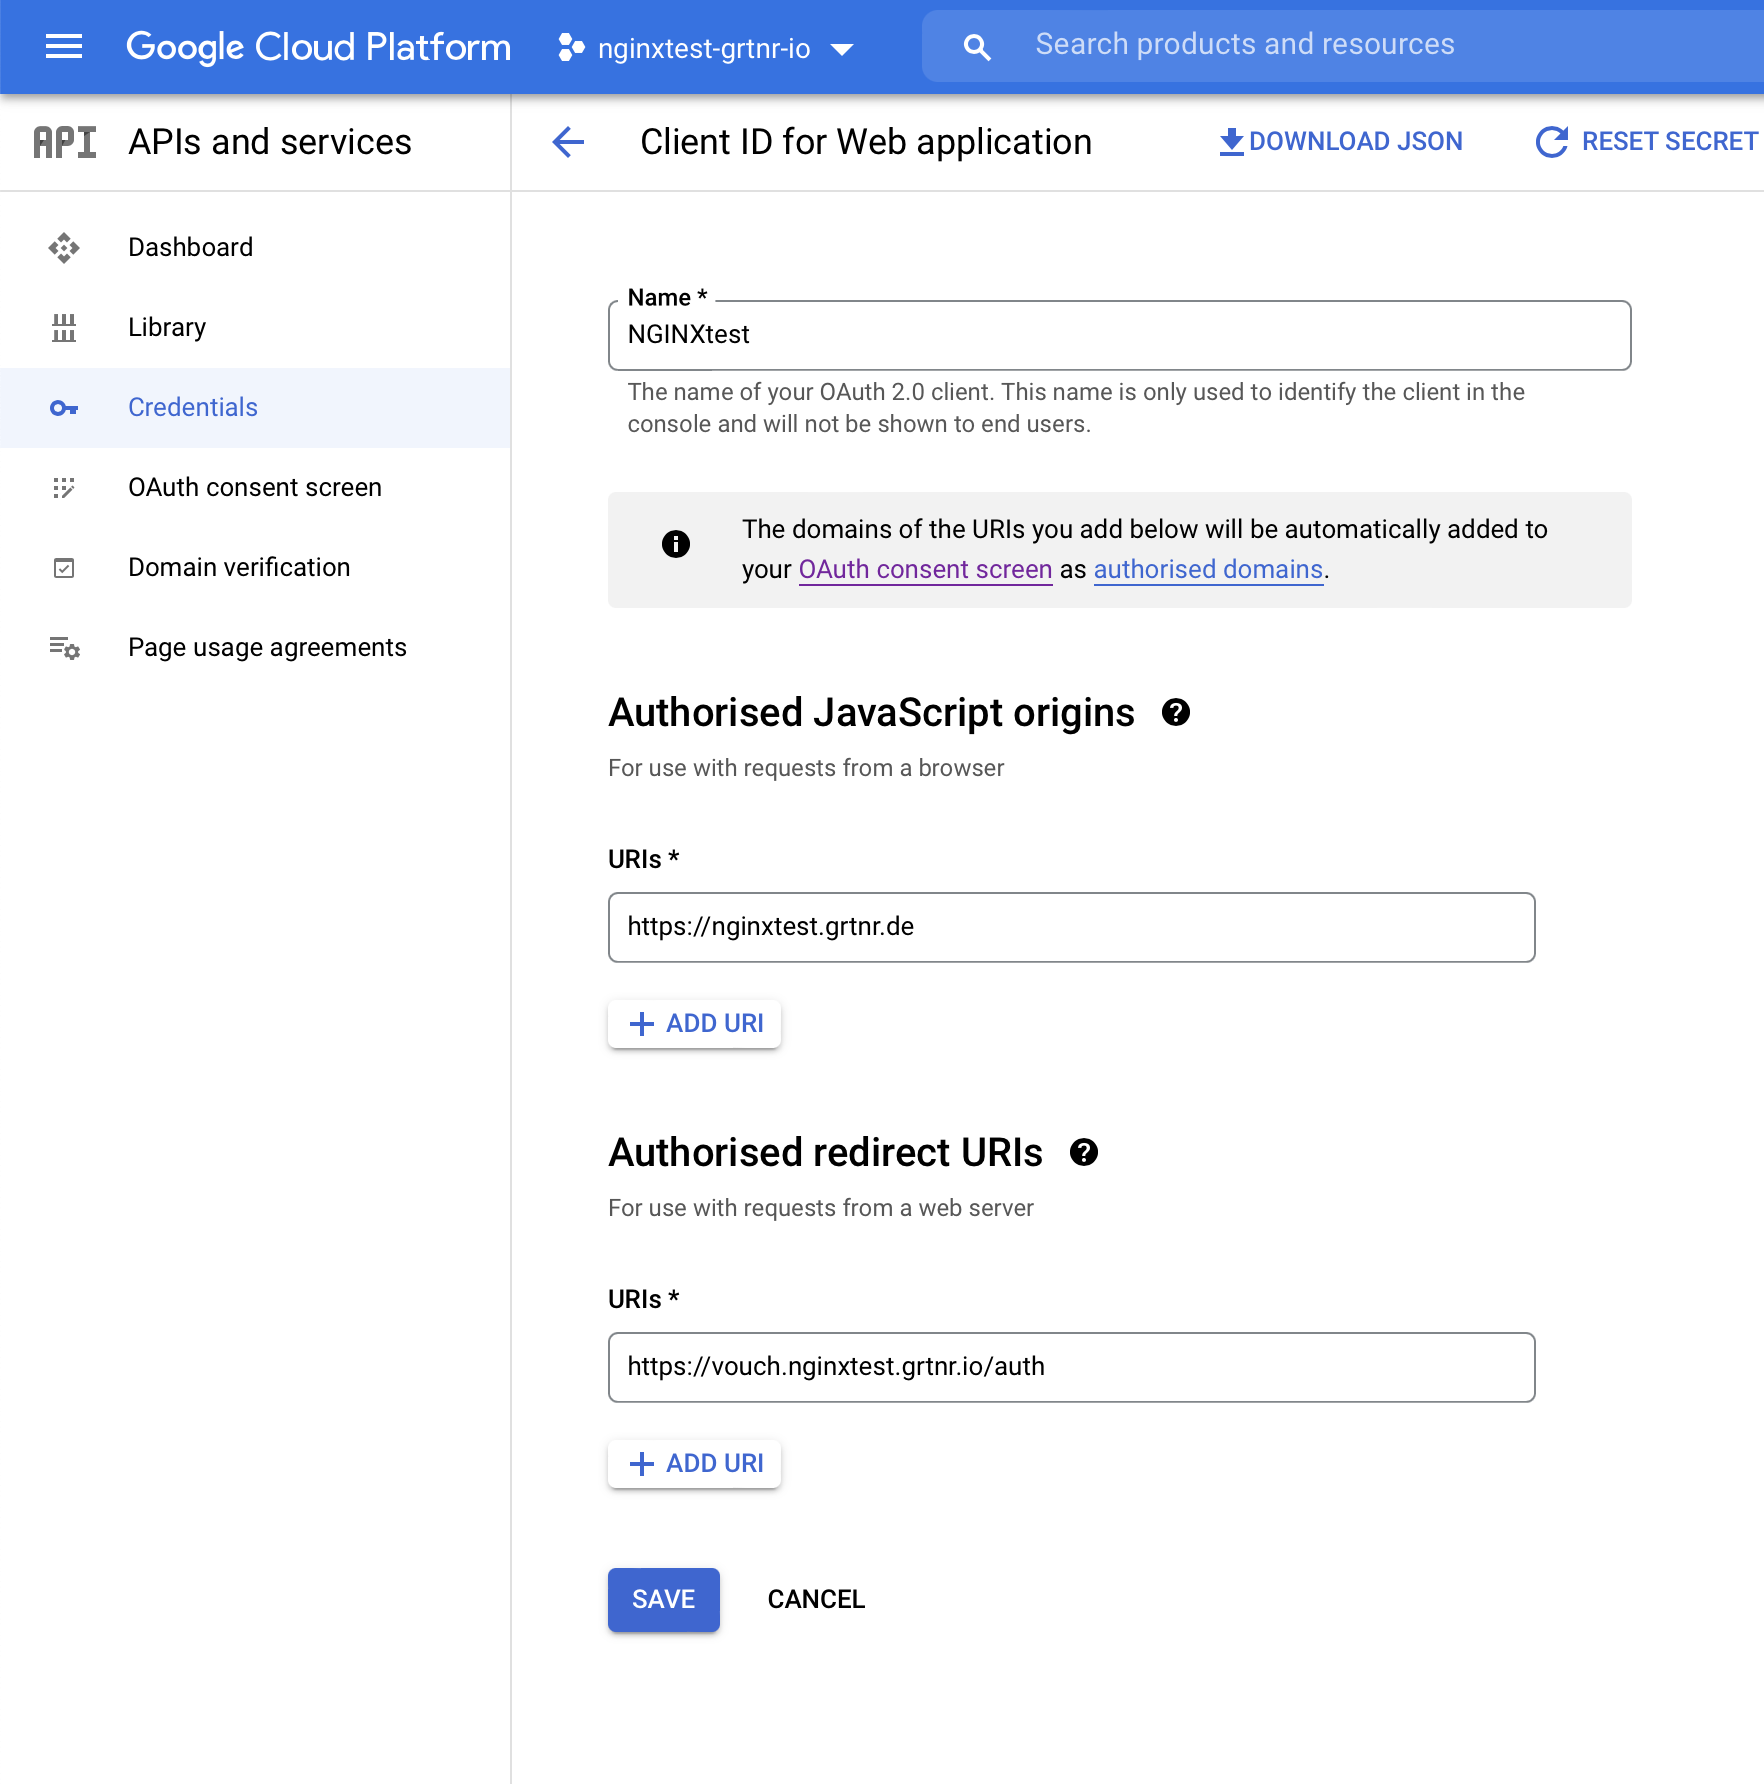 Google Cloud Platform
nginxtest-grtnr-io
Search products and resources
API
APIs and services
Client ID for Web application
DOWNLOAD JSON
RESET SECRET
Dashboard
Library
Credentials
OAuth consent screen
Domain verification
Page usage agreements
Name *
NGINXtest
The name of your OAuth 2.0 client. This name is only used to identify the client in the
console and will not be shown to end users.
The domains of the URIs you add below will be automatically added to
your OAuth consent screen as authorised domains.
Authorised JavaScript origins
For use with requests from a browser
URIs *
https://nginxtest.grtnr.de
ADD URI
Authorised redirect URIs
For use with requests from a web server
URIs *
https://vouch.nginxtest.grtnr.io/auth
ADD URI
SAVE
CANCEL